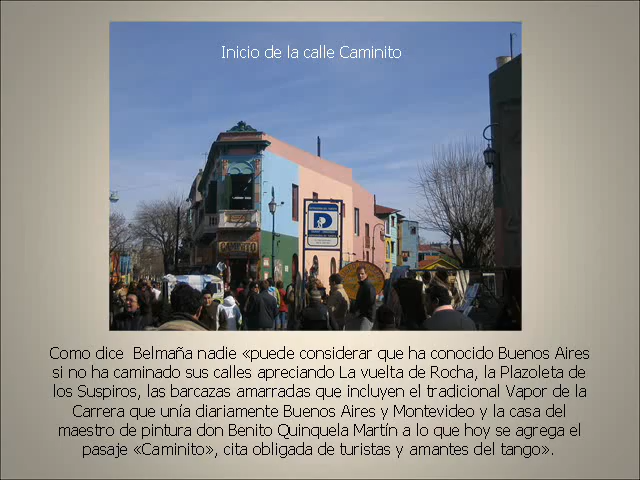 Inicio de la calle Caminito
CAMINITO
Como dice  Belmaña nadie «puede considerar que ha conocido Buenos Aires
si no ha caminado sus calles apreciando La vuelta de Rocha, la Plazoleta de
los Suspiros, las barcazas amarradas que incluyen el tradicional Vapor de la
Carrera que unía diariamente Buenos Aires y Montevideo y la casa del
maestro de pintura don Benito Quinquela Martín a lo que hoy se agrega el
pasaje «Caminito», cita obligada de turistas y amantes del tango».